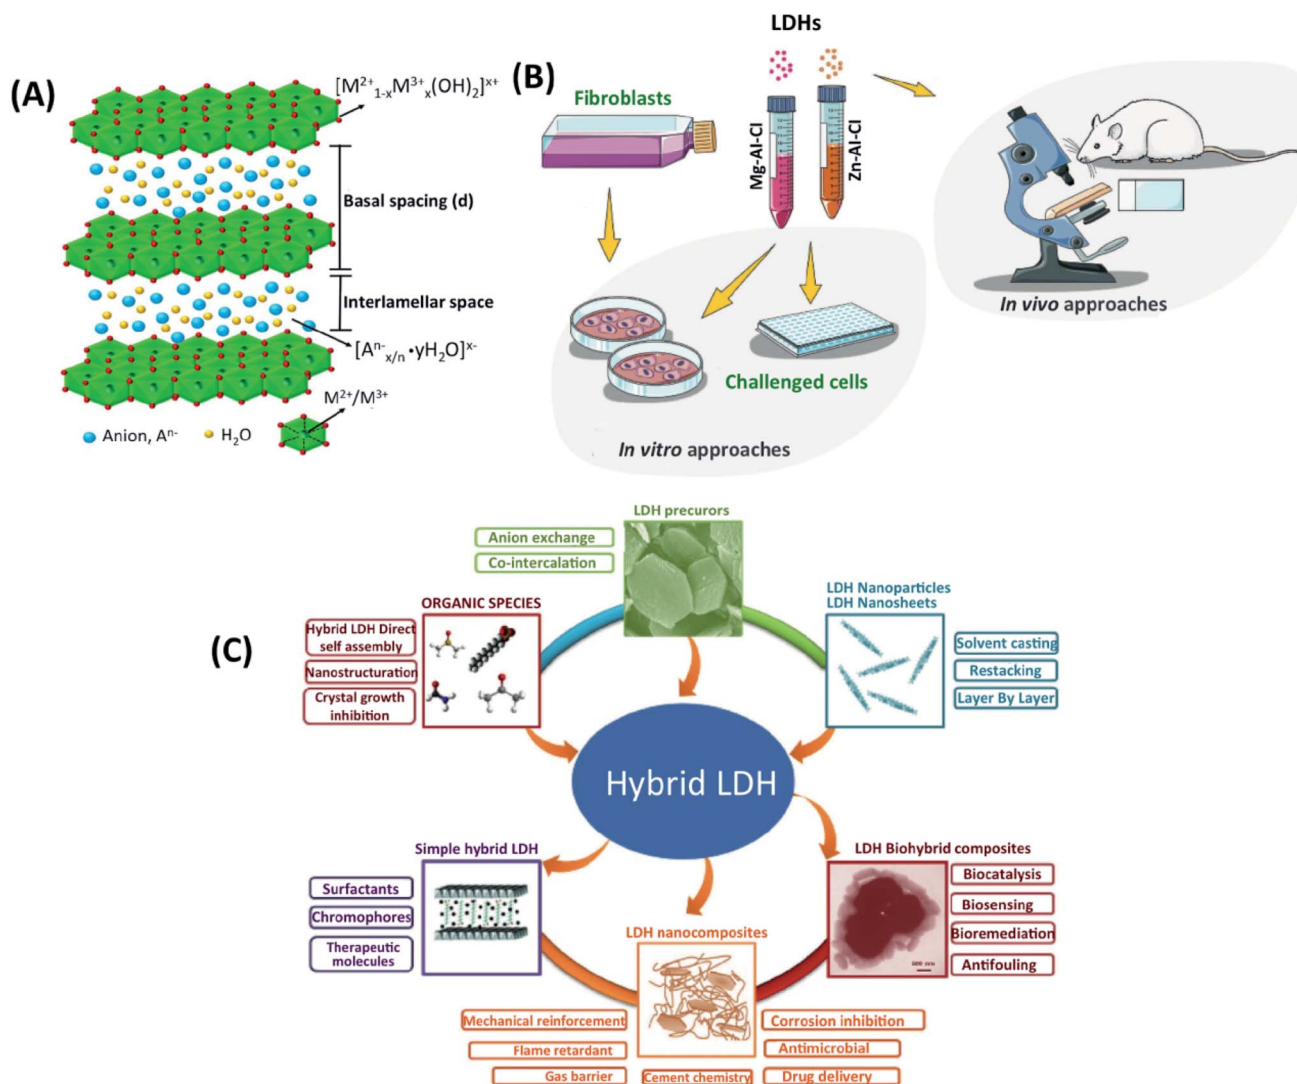 (A)
[M²⁺₁₋ₓM³⁺ₓ(OH)₂]ˣ⁺
Basal spacing (d)
Interlamellar space
[Aⁿ⁻ₓ/ₙ•yH₂O]ˣ⁻
M²⁺/M³⁺
Anion, Aⁿ⁻
H₂O
(B)
LDHs
Fibroblasts
Mg-Al-Cl
Zn-Al-Cl
In vivo approaches
Challenged cells
In vitro approaches
(C)
LDH precurors
Anion exchange
Co-intercalation
ORGANIC SPECIES
Hybrid LDH Direct
self assembly
Nanostructuration
Crystal growth
inhibition
LDH Nanoparticles
LDH Nanosheets
Solvent casting
Restacking
Layer By Layer
Hybrid LDH
Simple hybrid LDH
Surfactants
Chromophores
Therapeutic
molecules
LDH nanocomposites
Mechanical reinforcement
Flame retardant
Gas barrier
Cement chemistry
Corrosion inhibition
Antimicrobial
Drug delivery
LDH Biohybrid composites
Biocatalysis
Biosensing
Bioremediation
Antifouling
500 nm